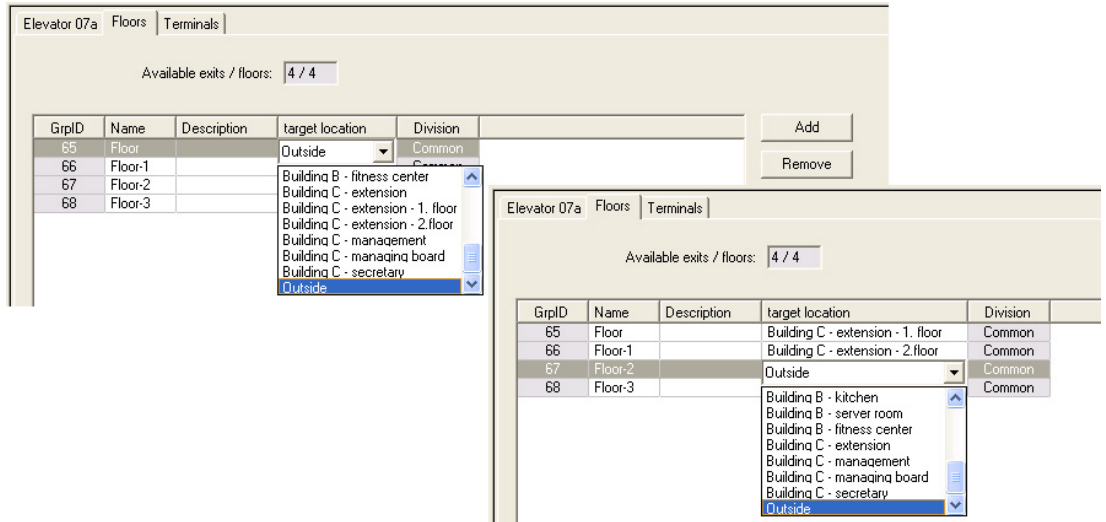 Elevator 07a Floors Terminals
Available exits / floors: 4 / 4
GrpID Name Description target location Division
65 Floor Outside Common
66 Floor-1 Common
67 Floor-2
68 Floor-3
Building B - fitness center
Building C - extension
Building C - extension - 1. floor
Building C - extension - 2.floor
Building C - management
Building C - managing board
Building C - secretary
Outside
Add
Remove
Elevator 07a Floors Terminals
Available exits / floors: 4 / 4
GrpID Name Description target location Division
65 Floor Building C - extension - 1. floor Common
66 Floor-1 Building C - extension - 2.floor Common
67 Floor-2 Outside Common
68 Floor-3 Common
Building B - kitchen
Building B - server room
Building B - fitness center
Building C - extension
Building C - management
Building C - managing board
Building C - secretary
Outside